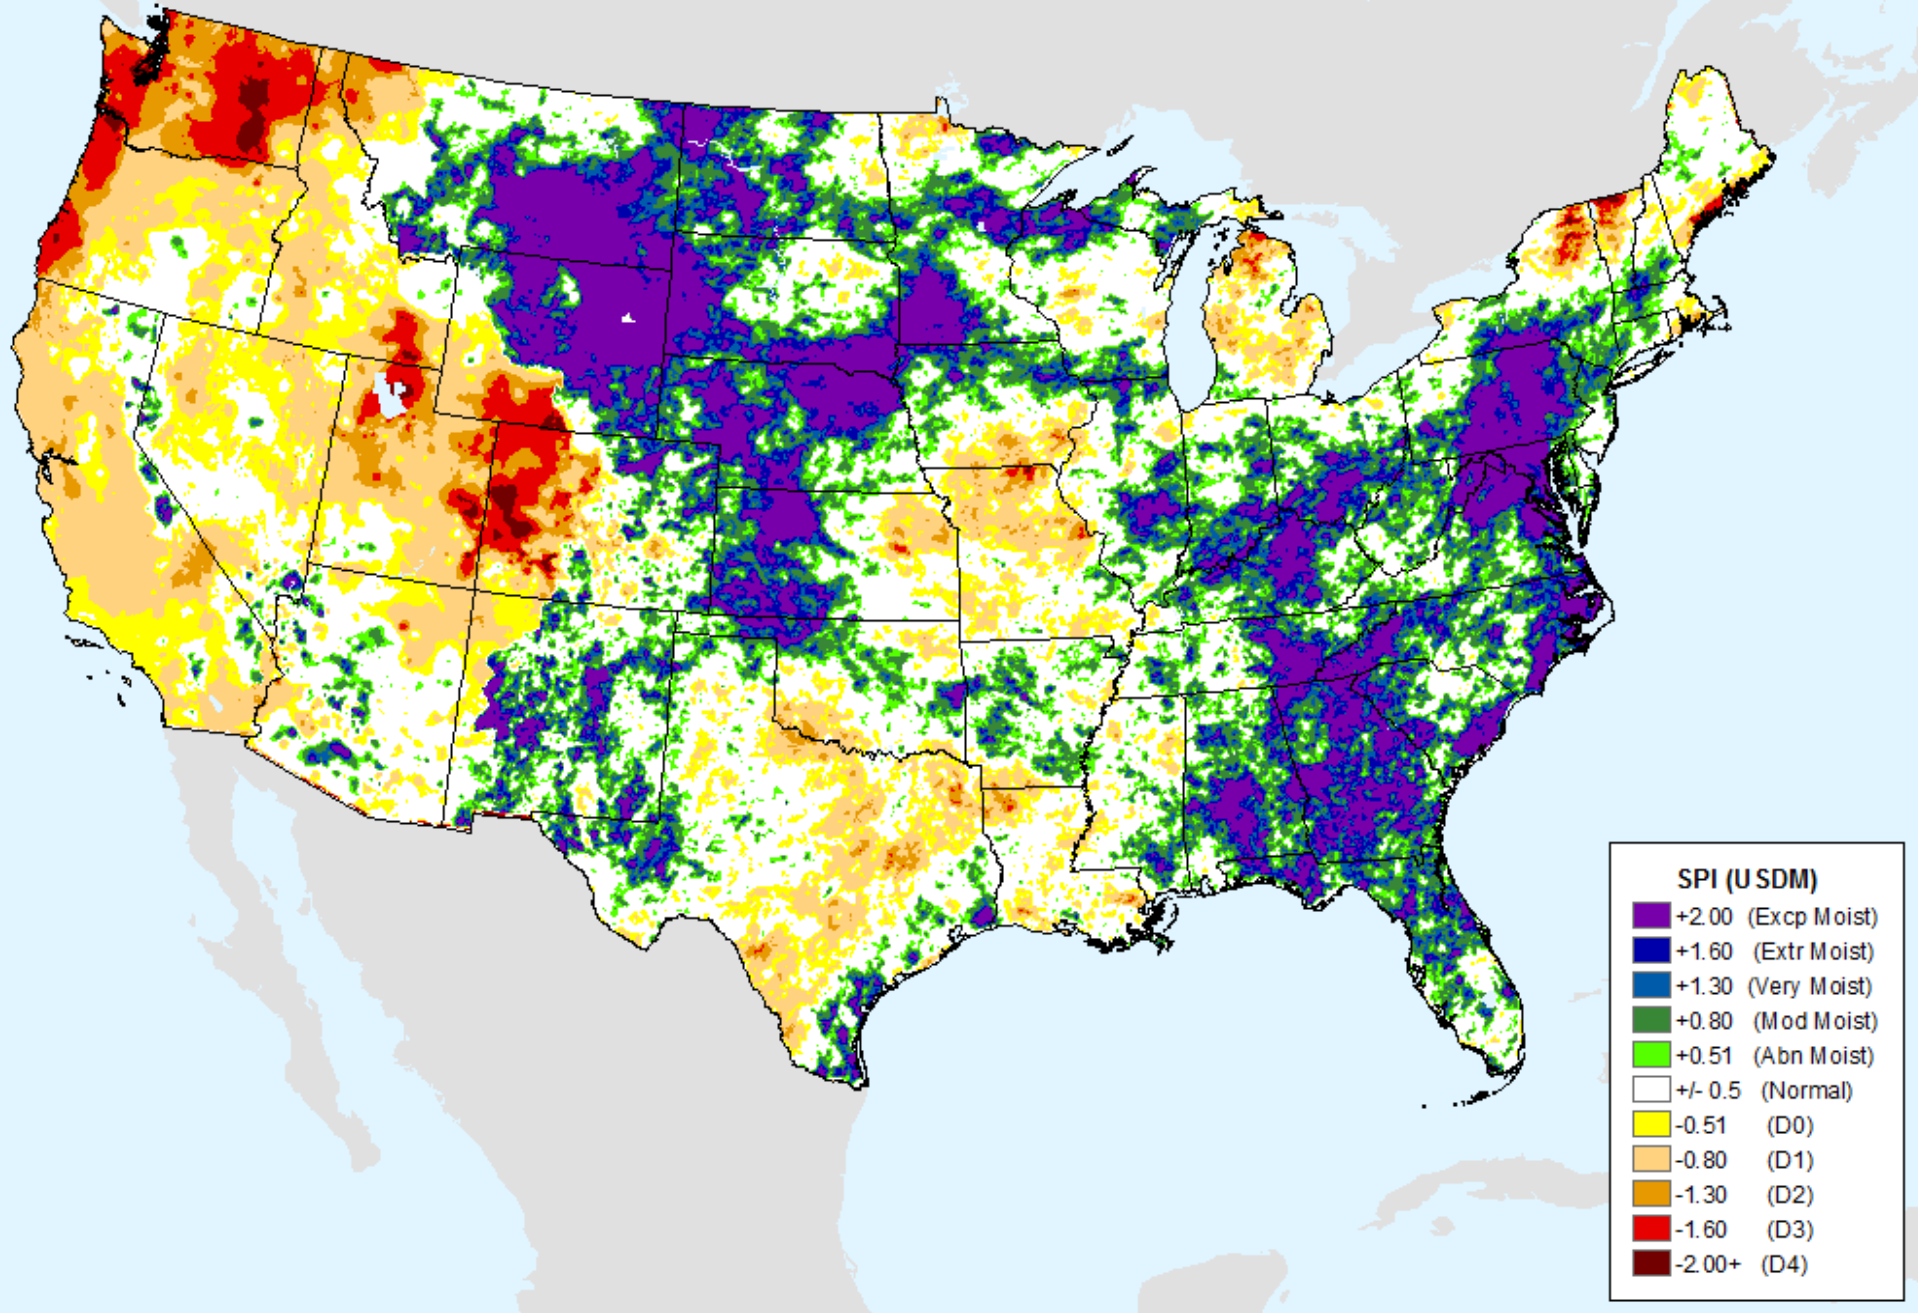 SPI (USDM)
+2.00 (Excp Moist)
+1.60 (Extr Moist)
+1.30 (Very Moist)
+0.80 (Mod Moist)
+0.51 (Abn Moist)
+/- 0.5 (Normal)
-0.51 (D0)
-0.80 (D1)
-1.30 (D2)
-1.60 (D3)
-2.00+ (D4)